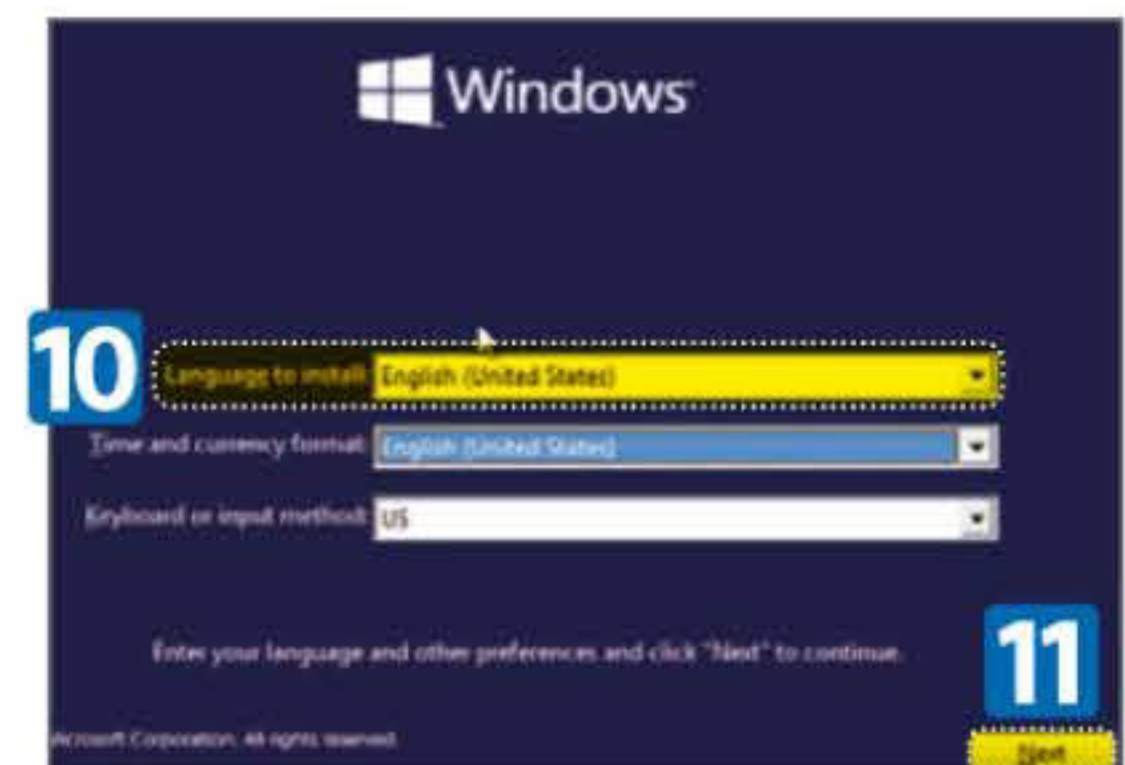 Windows
10
Language to install: English (United States)
Time and currency format: English (United States)
Keyboard or input method: US
Enter your language and other preferences and click "Next" to continue.
11
Corporation. All rights reserved.
Next